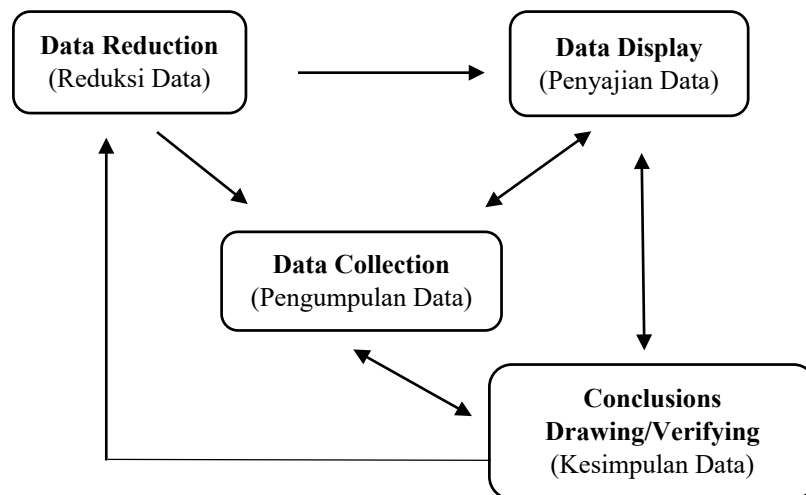 Data Reduction
(Reduksi Data)
Data Display
(Penyajian Data)
Data Collection
(Pengumpulan Data)
Conclusions
Drawing/Verifying
(Kesimpulan Data)